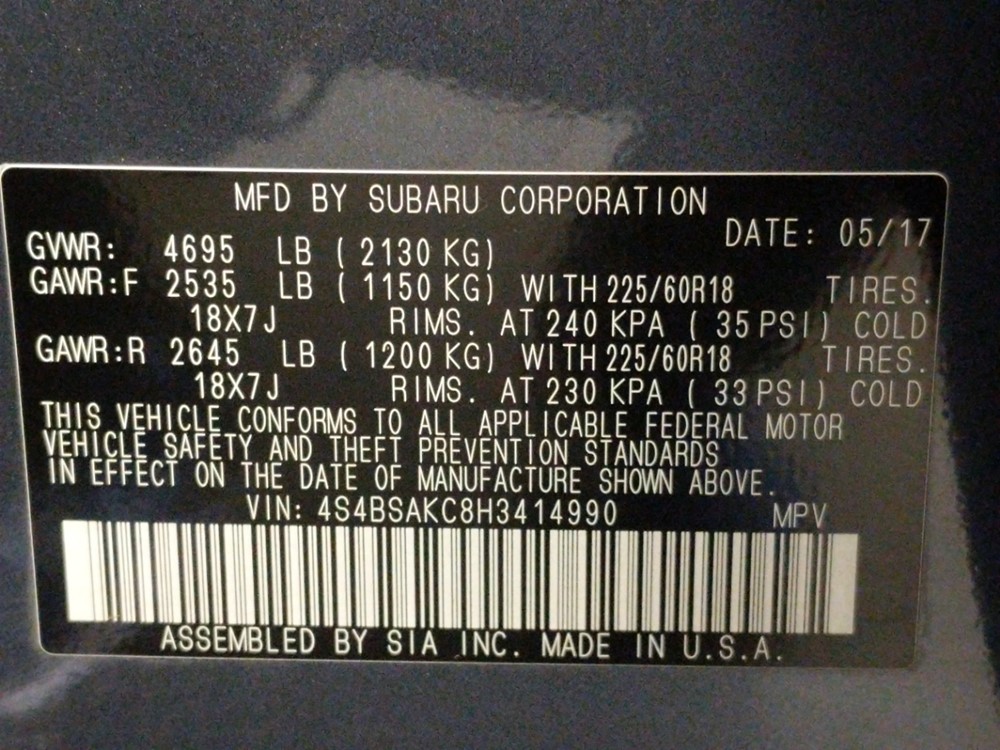 MFD BY SUBARU CORPORATION
DATE: 05/17
GVWR: 4695 LB ( 2130 KG)
GAWR:F 2535 LB ( 1150 KG) WITH 225/60R18 TIRES.
18X7J RIMS. AT 240 KPA ( 35 PSI) COLD
GAWR:R 2645 LB ( 1200 KG) WITH 225/60R18 TIRES.
18X7J RIMS. AT 230 KPA ( 33 PSI) COLD
THIS VEHICLE CONFORMS TO ALL APPLICABLE FEDERAL MOTOR
VEHICLE SAFETY AND THEFT PREVENTION STANDARDS
IN EFFECT ON THE DATE OF MANUFACTURE SHOWN ABOVE.
VIN: 4S4BSAKC8H3414990 MPV
ASSEMBLED BY SIA INC. MADE IN U.S.A.